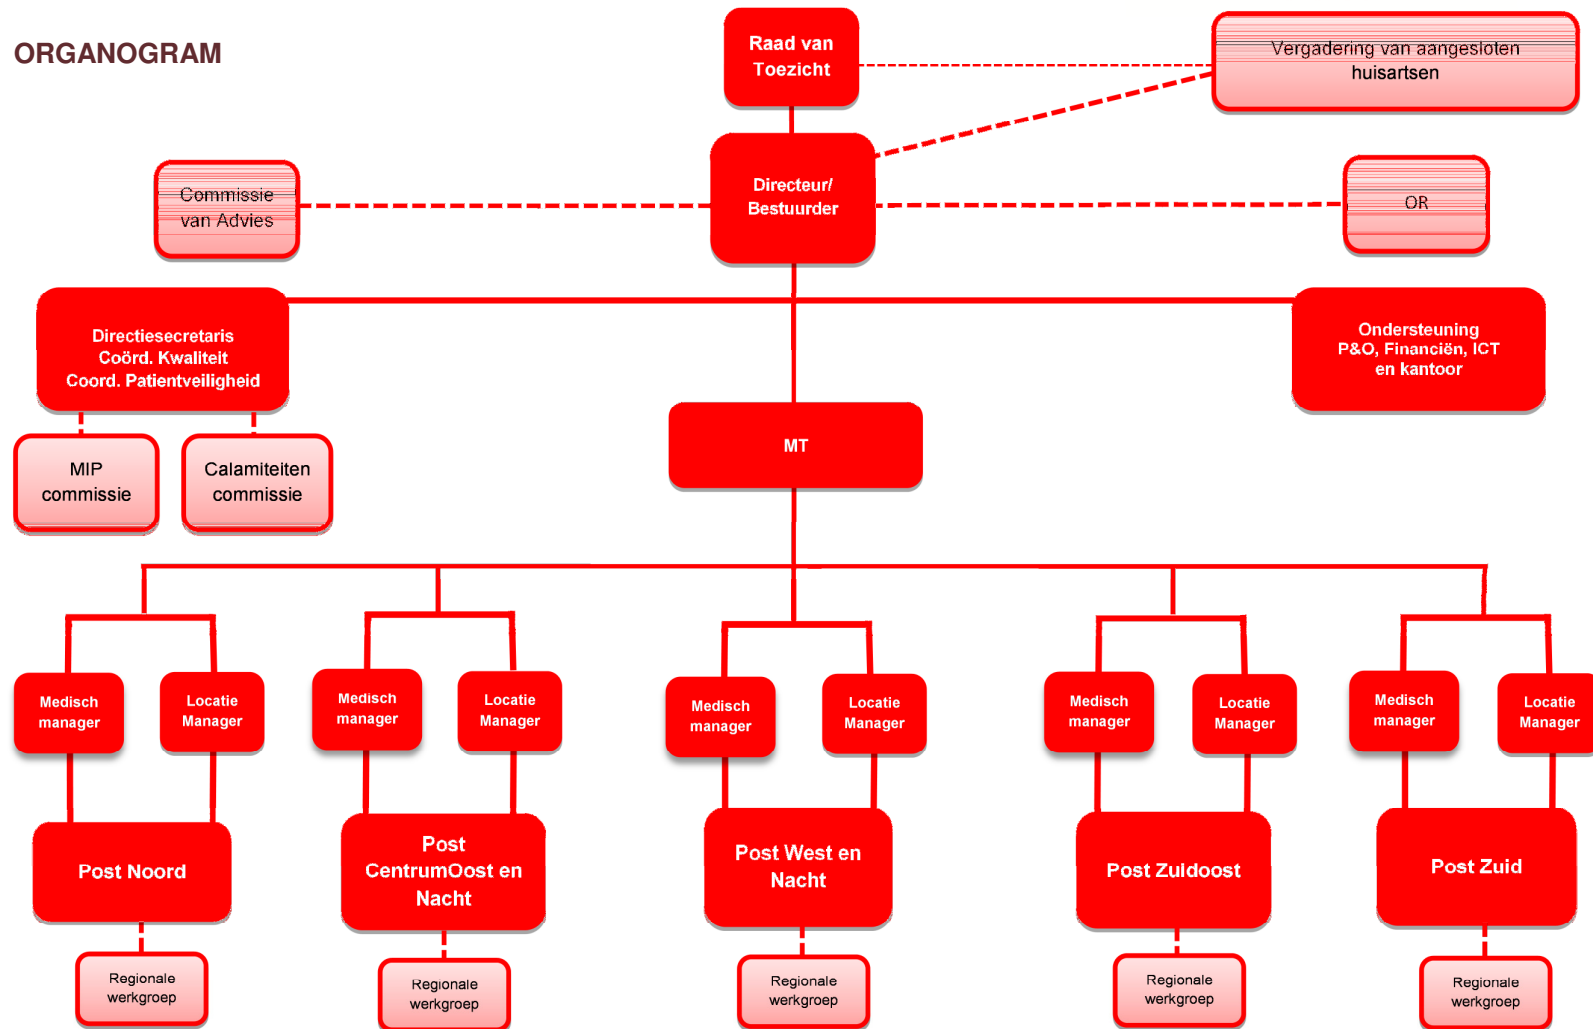 ORGANOGRAM
Raad van
Toezicht
Vergadering van aangesloten
huisartsen
Commissie
van Advies
Directeur/
Bestuurder
OR
Directiesecretaris
Coörd. Kwaliteit
Coord. Patientveiligheid
Ondersteuning
P&O, Financiën, ICT
en kantoor
MT
MIP
commissie
Calamiteiten
commissie
Medisch
manager
Locatie
Manager
Medisch
manager
Locatie
Manager
Medisch
manager
Locatie
Manager
Medisch
manager
Locatie
Manager
Medisch
manager
Locatie
Manager
Post Noord
Post
CentrumOost en
Nacht
Post West en
Nacht
Post Zuidoost
Post Zuid
Regionale
werkgroep
Regionale
werkgroep
Regionale
werkgroep
Regionale
werkgroep
Regionale
werkgroep